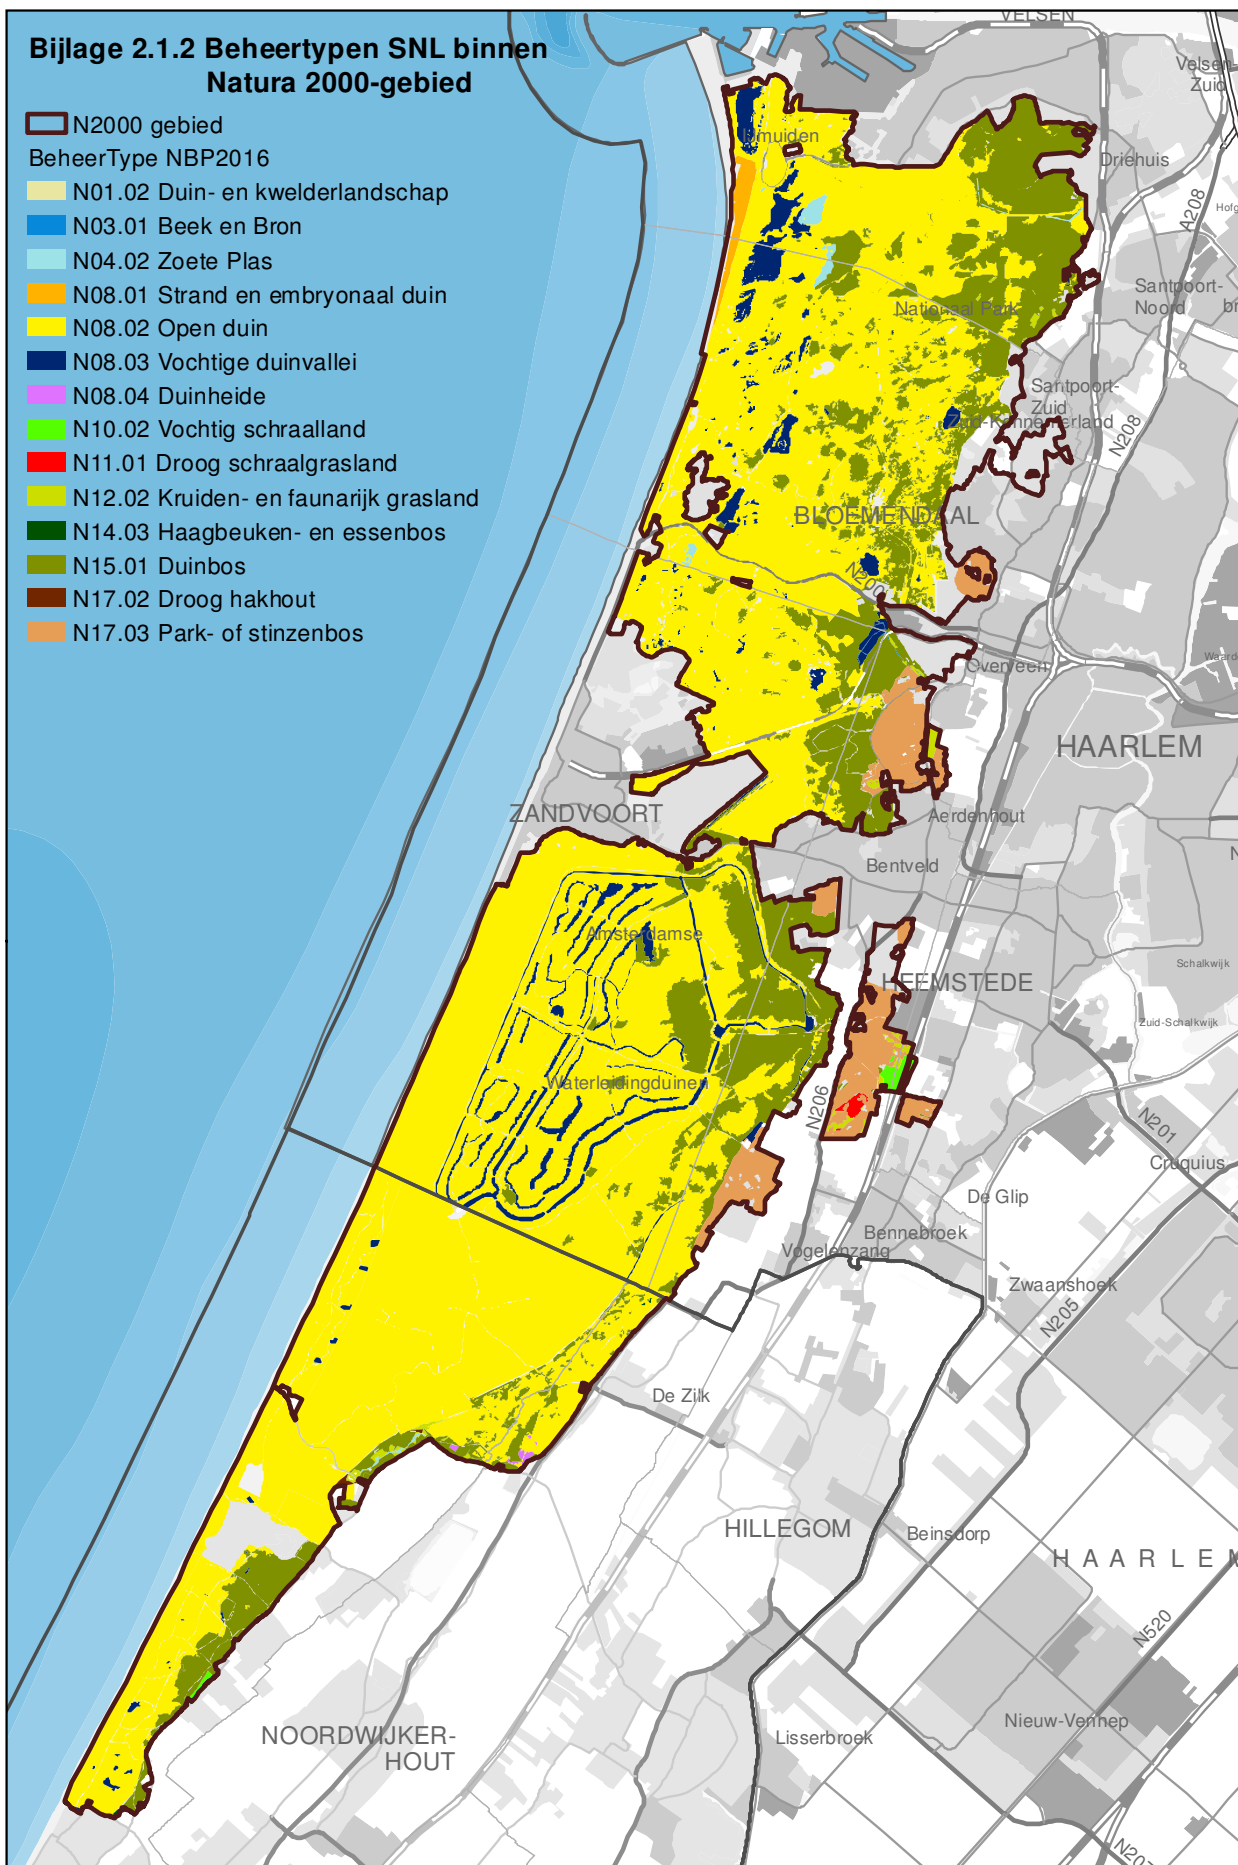 Bijlage 2.1.2 Beheertypen SNL binnen
Natura 2000-gebied
N2000 gebied
BeheerType NBP2016
N01.02 Duin- en kwelderlandschap
N03.01 Beek en Bron
N04.02 Zoete Plas
N08.01 Strand en embryonaal duin
N08.02 Open duin
N08.03 Vochtige duinvallei
N08.04 Duinheide
N10.02 Vochtig schraalland
N11.01 Droog schraalgrasland
N12.02 Kruiden- en faunarijk grasland
N14.03 Haagbeuken- en essenbos
N15.01 Duinbos
N17.02 Droog hakhout
N17.03 Park- of stinzenbos
VELSEN
Velsen-
Zuid
IJmuiden
Driehuis
A208
Hofg
Santpoort-
Noord
br
Nationaal Park
Santpoort-
Zuid
Zuid-Kennemerland
N208
BLOEMENDAAL
N200
Overveen
Waarde
HAARLEM
ZANDVOORT
Aerdenhout
Bentveld
N
Amsterdamse
HEEMSTEDE
Schalkwijk
Zuid-Schalkwijk
Waterleidingduinen
N206
N201
Cruquius
De Glip
Bennebroek
Vogelenzang
Zwaanshoek
N205
De Zilk
HILLEGOM
Beinsdorp
HAARLEM
N520
NOORDWIJKER-
HOUT
Lisserbroek
Nieuw-Vennep
N207